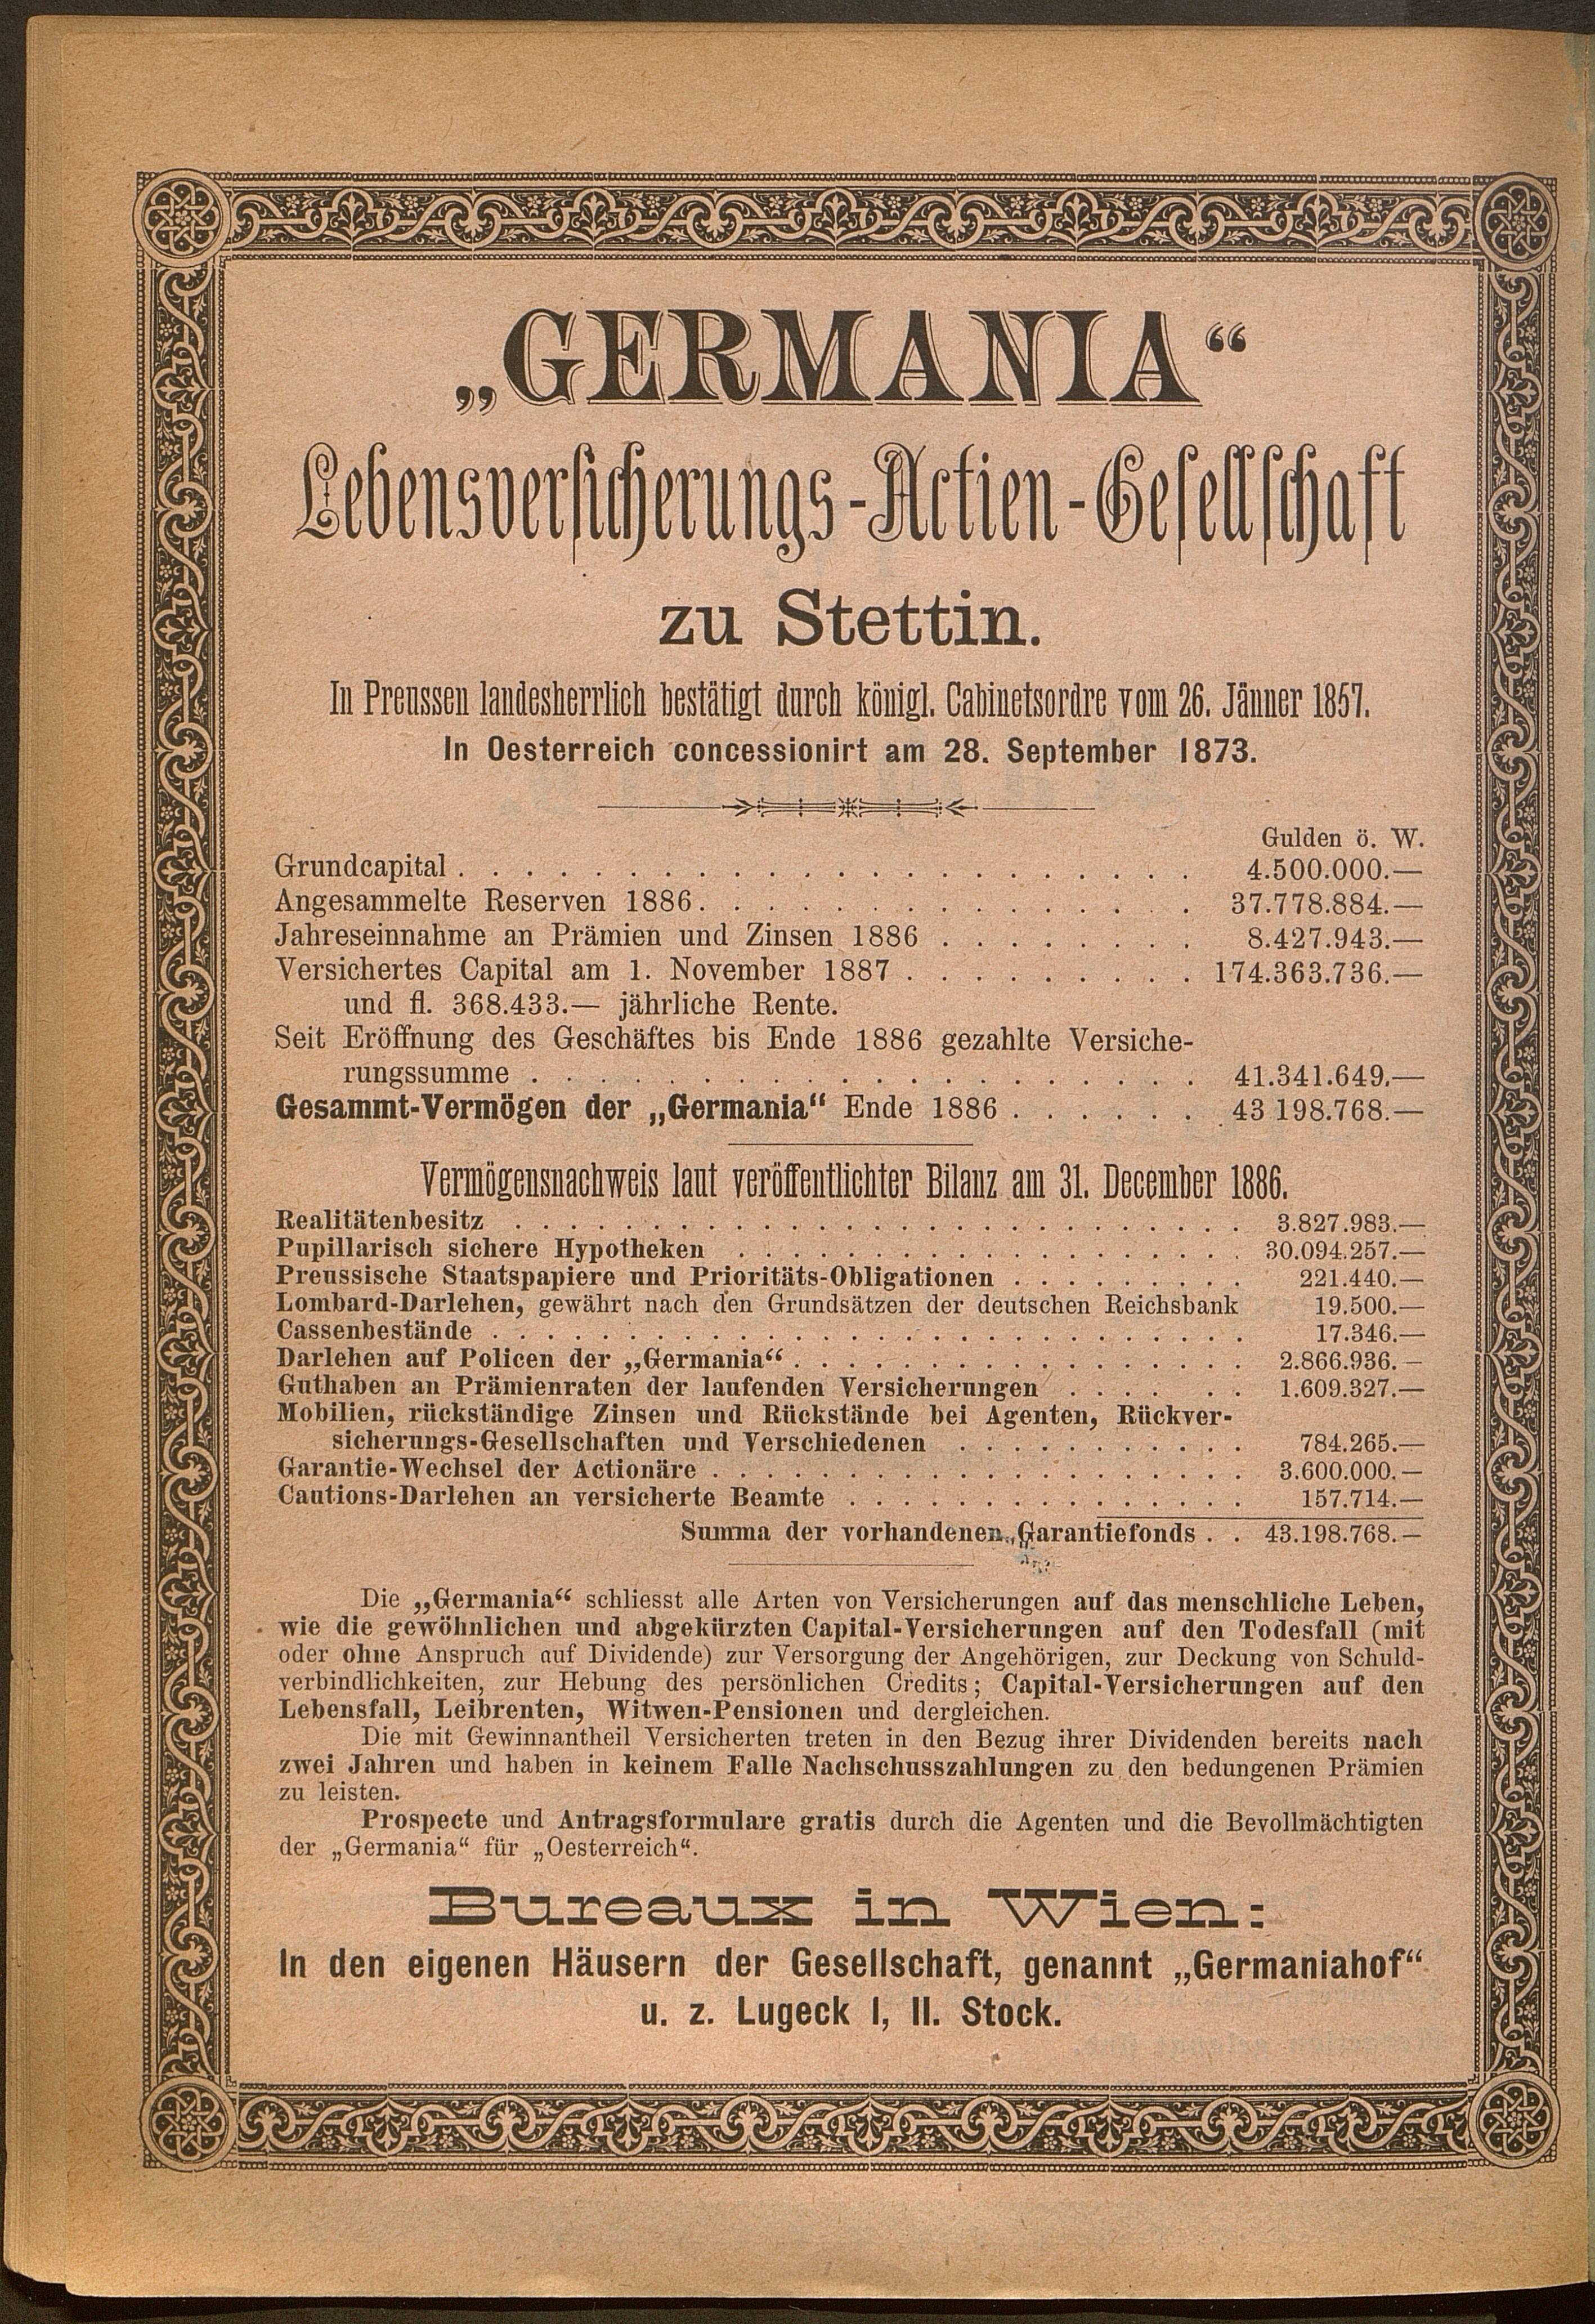 „GERMANIA“
Lebensversicherungs-Actien-Gesellschaft
zu Stettin.
In Preussen landesherrlich bestätigt durch königl. Cabinetsordre vom 26. Jänner 1857.
In Oesterreich concessionirt am 28. September 1873.
Gulden ö. W.
Grundcapital . . . . . . . . . . . . . . . . . . . . . . 4.500.000.—
Angesammelte Reserven 1886 . . . . . . . . . . . . . . . 37.778.884.—
Jahreseinnahme an Prämien und Zinsen 1886 . . . . . . . . 8.427.943.—
Versichertes Capital am 1. November 1887 . . . . . . . . . 174.363.736.—
und fl. 368.433.— jährliche Rente.
Seit Eröffnung des Geschäftes bis Ende 1886 gezahlte Versiche-
rungssumme . . . . . . . . . . . . . . . . . . . . 41.341.649.—
Gesammt-Vermögen der „Germania“ Ende 1886 . . . . . . 43 198.768.—
Vermögensnachweis laut veröffentlichter Bilanz am 31. December 1886.
Realitätenbesitz . . . . . . . . . . . . . . . . . . . . . . . . . . . 3.827.983.—
Pupillarisch sichere Hypotheken . . . . . . . . . . . . . . . . . . . 30.094.257.—
Preussische Staatspapiere und Prioritäts-Obligationen . . . . . . . . . 221.440.—
Lombard-Darlehen, gewährt nach den Grundsätzen der deutschen Reichsbank 19.500.—
Cassenbestände . . . . . . . . . . . . . . . . . . . . . . . . . . . . 17.346.—
Darlehen auf Policen der „Germania“ . . . . . . . . . . . . . . . . . 2.866.936.—
Guthaben an Prämienraten der laufenden Versicherungen . . . . . . 1.609.327.—
Mobilien, rückständige Zinsen und Rückstände bei Agenten, Rückver-
sicherungs-Gesellschaften und Verschiedenen . . . . . . . . . . . 784.265.—
Garantie-Wechsel der Actionäre . . . . . . . . . . . . . . . . . . . . 3.600.000.—
Cautions-Darlehen an versicherte Beamte . . . . . . . . . . . . . . . 157.714.—
Summa der vorhandenen Garantiefonds . . 43.198.768.—
Die „Germania“ schliesst alle Arten von Versicherungen auf das menschliche Leben,
wie die gewöhnlichen und abgekürzten Capital-Versicherungen auf den Todesfall (mit
oder ohne Anspruch auf Dividende) zur Versorgung der Angehörigen, zur Deckung von Schuld-
verbindlichkeiten, zur Hebung des persönlichen Credits; Capital-Versicherungen auf den
Lebensfall, Leibrenten, Witwen-Pensionen und dergleichen.
Die mit Gewinnantheil Versicherten treten in den Bezug ihrer Dividenden bereits nach
zwei Jahren und haben in keinem Falle Nachschusszahlungen zu den bedungenen Prämien
zu leisten.
Prospecte und Antragsformulare gratis durch die Agenten und die Bevollmächtigten
der „Germania“ für „Oesterreich“.
Bureaux in Wien:
In den eigenen Häusern der Gesellschaft, genannt „Germaniahof“
u. z. Lugeck I, II. Stock.